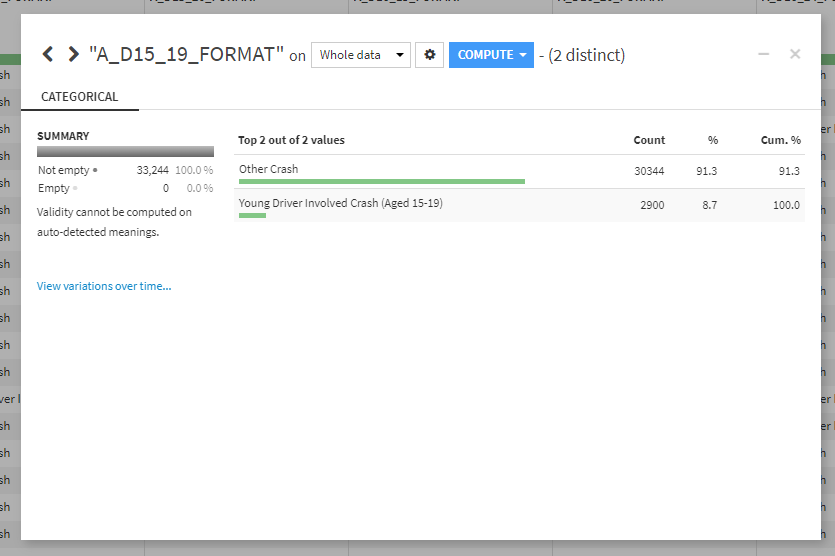 "A_D15_19_FORMAT" on Whole data COMPUTE - (2 distinct)
CATEGORICAL
SUMMARY
Not empty 33,244 100.0 %
Empty 0 0.0 %
Validity cannot be computed on
auto-detected meanings.
View variations over time...
Top 2 out of 2 values Count % Cum. %
Other Crash 30344 91.3 91.3
Young Driver Involved Crash (Aged 15-19) 2900 8.7 100.0